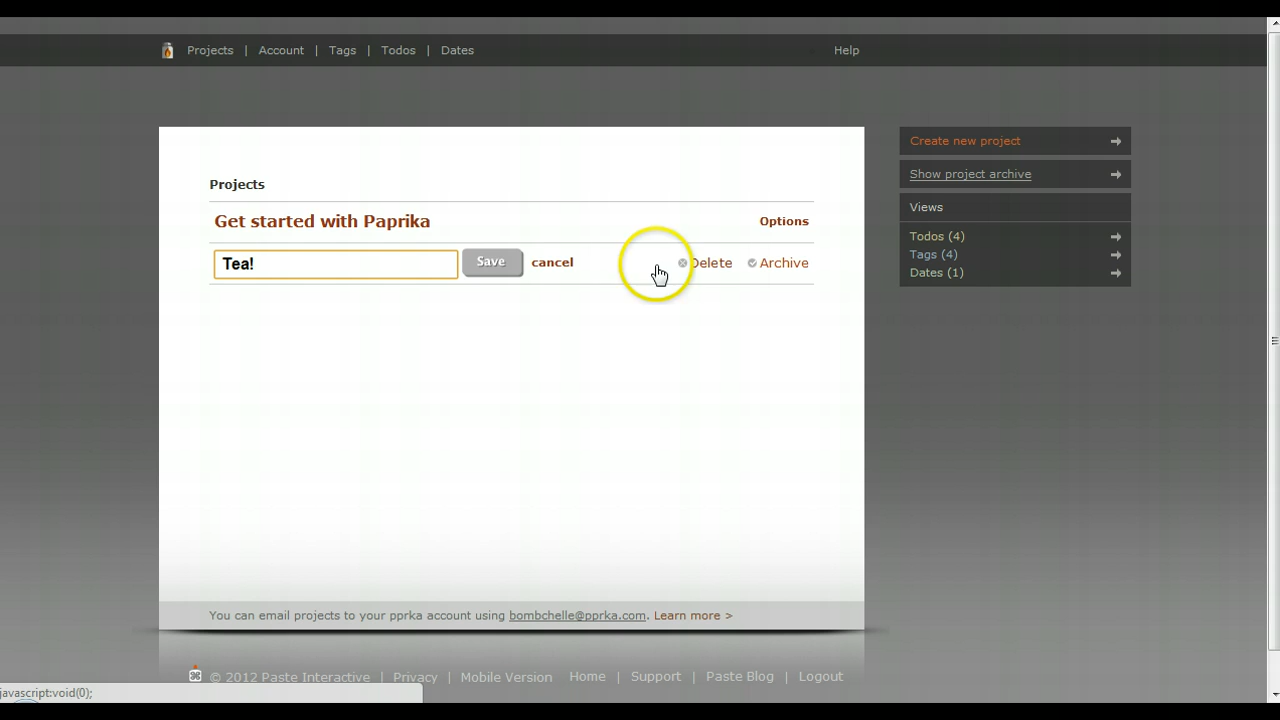 Projects | Account | Tags | Todos | Dates Help
Create new project
Projects
Show project archive
Get started with Paprika Options
Views
Todos (4)
Tea! Save cancel Delete Archive
Tags (4)
Dates (1)
You can email projects to your pprka account using bombchelle@pprka.com. Learn more >
© 2012 Paste Interactive | Privacy | Mobile Version Home | Support | Paste Blog | Logout
javascript:void(0);